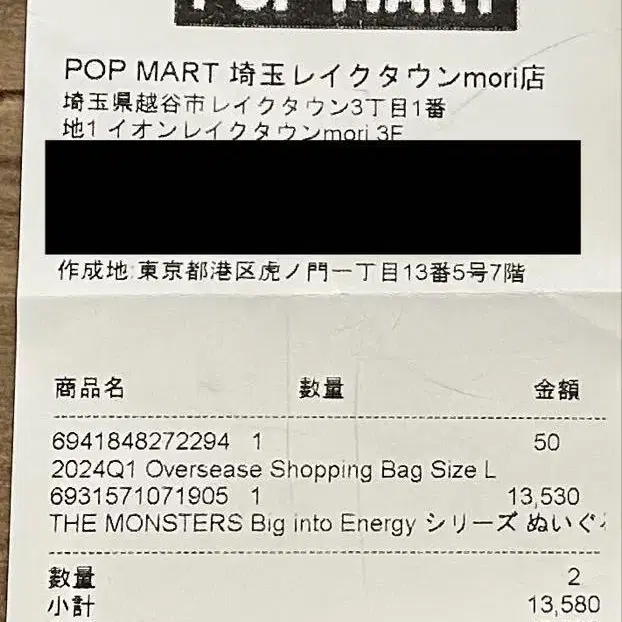 POP MART
POP MART 埼玉レイクタウンmori店
埼玉県越谷市レイクタウン3丁目1番
地1 イオンレイクタウンmori 3F
作成地:東京都港区虎ノ門一丁目13番5号7階
商品名 数量 金額
6941848272294 1 50
2024Q1 Oversease Shopping Bag Size L
6931571071905 1 13,530
THE MONSTERS Big into Energy シリーズ ぬいぐ
数量 2
小計 13,580